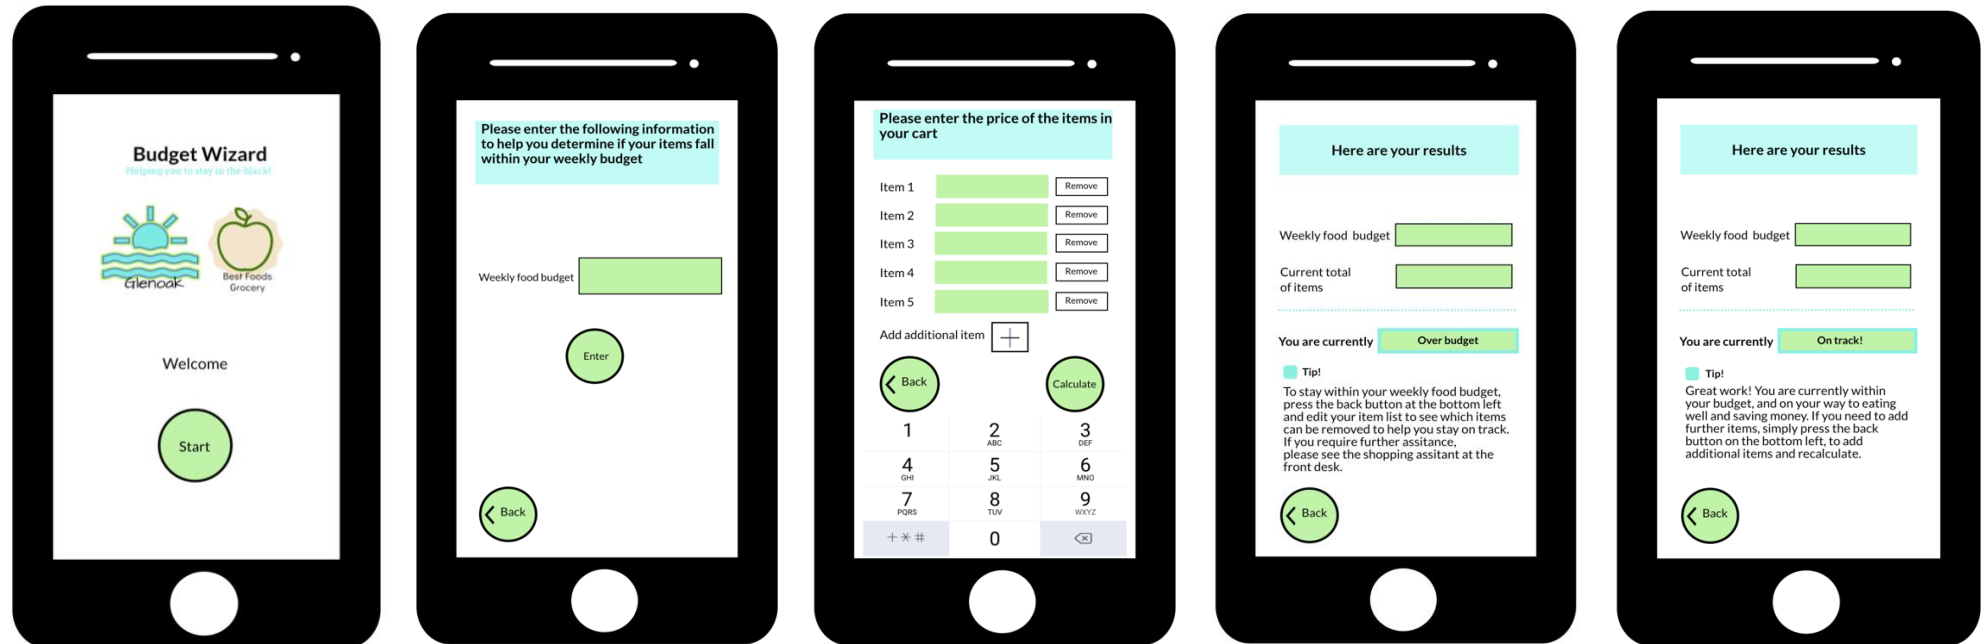 Budget Wizard
Helping you to stay in the black!
Glenoak
Best Foods
Grocery
Welcome
Start
Please enter the following information
to help you determine if your items fall
within your weekly budget
Weekly food budget
Enter
Back
Please enter the price of the items in
your cart
Item 1 Remove
Item 2 Remove
Item 3 Remove
Item 4 Remove
Item 5 Remove
Add additional item +
Back Calculate
1 2 3
ABC DEF
4 5 6
GHI JKL MNO
7 8 9
PQRS TUV WXYZ
+ * # 0
Here are your results
Weekly food budget
Current total
of items
You are currently Over budget
Tip!
To stay within your weekly food budget,
press the back button at the bottom left
and edit your item list to see which items
can be removed to help you stay on track.
If you require further assitance,
please see the shopping assitant at the
front desk.
Back
Here are your results
Weekly food budget
Current total
of items
You are currently On track!
Tip!
Great work! You are currently within
your budget, and on your way to eating
well and saving money. If you need to add
further items, simply press the back
button on the bottom left, to add
additional items and recalculate.
Back